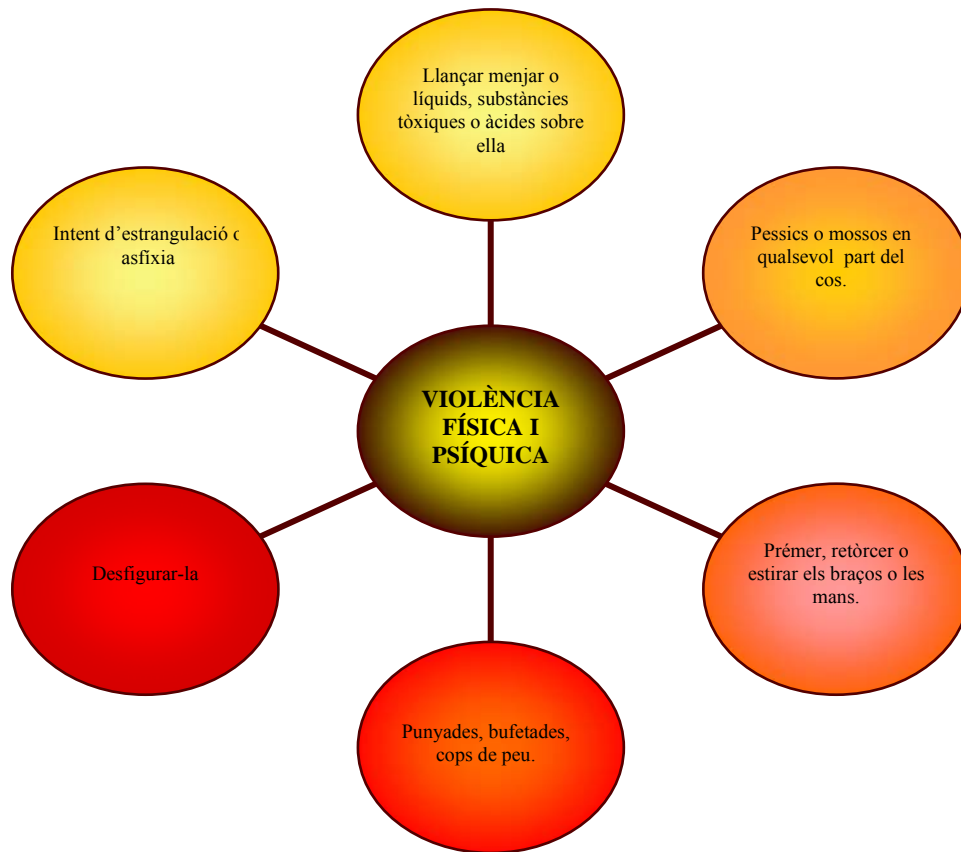 Llançar menjar o
líquids, substàncies
tòxiques o àcides sobre
ella
Intent d'estrangulació o
asfíxia
Pessics o mossos en
qualsevol part del
cos.
VIOLÈNCIA
FÍSICA I
PSÍQUICA
Desfigurar-la
Prémer, retòrcer o
estirar els braços o les
mans.
Punyades, bufetades,
cops de peu.